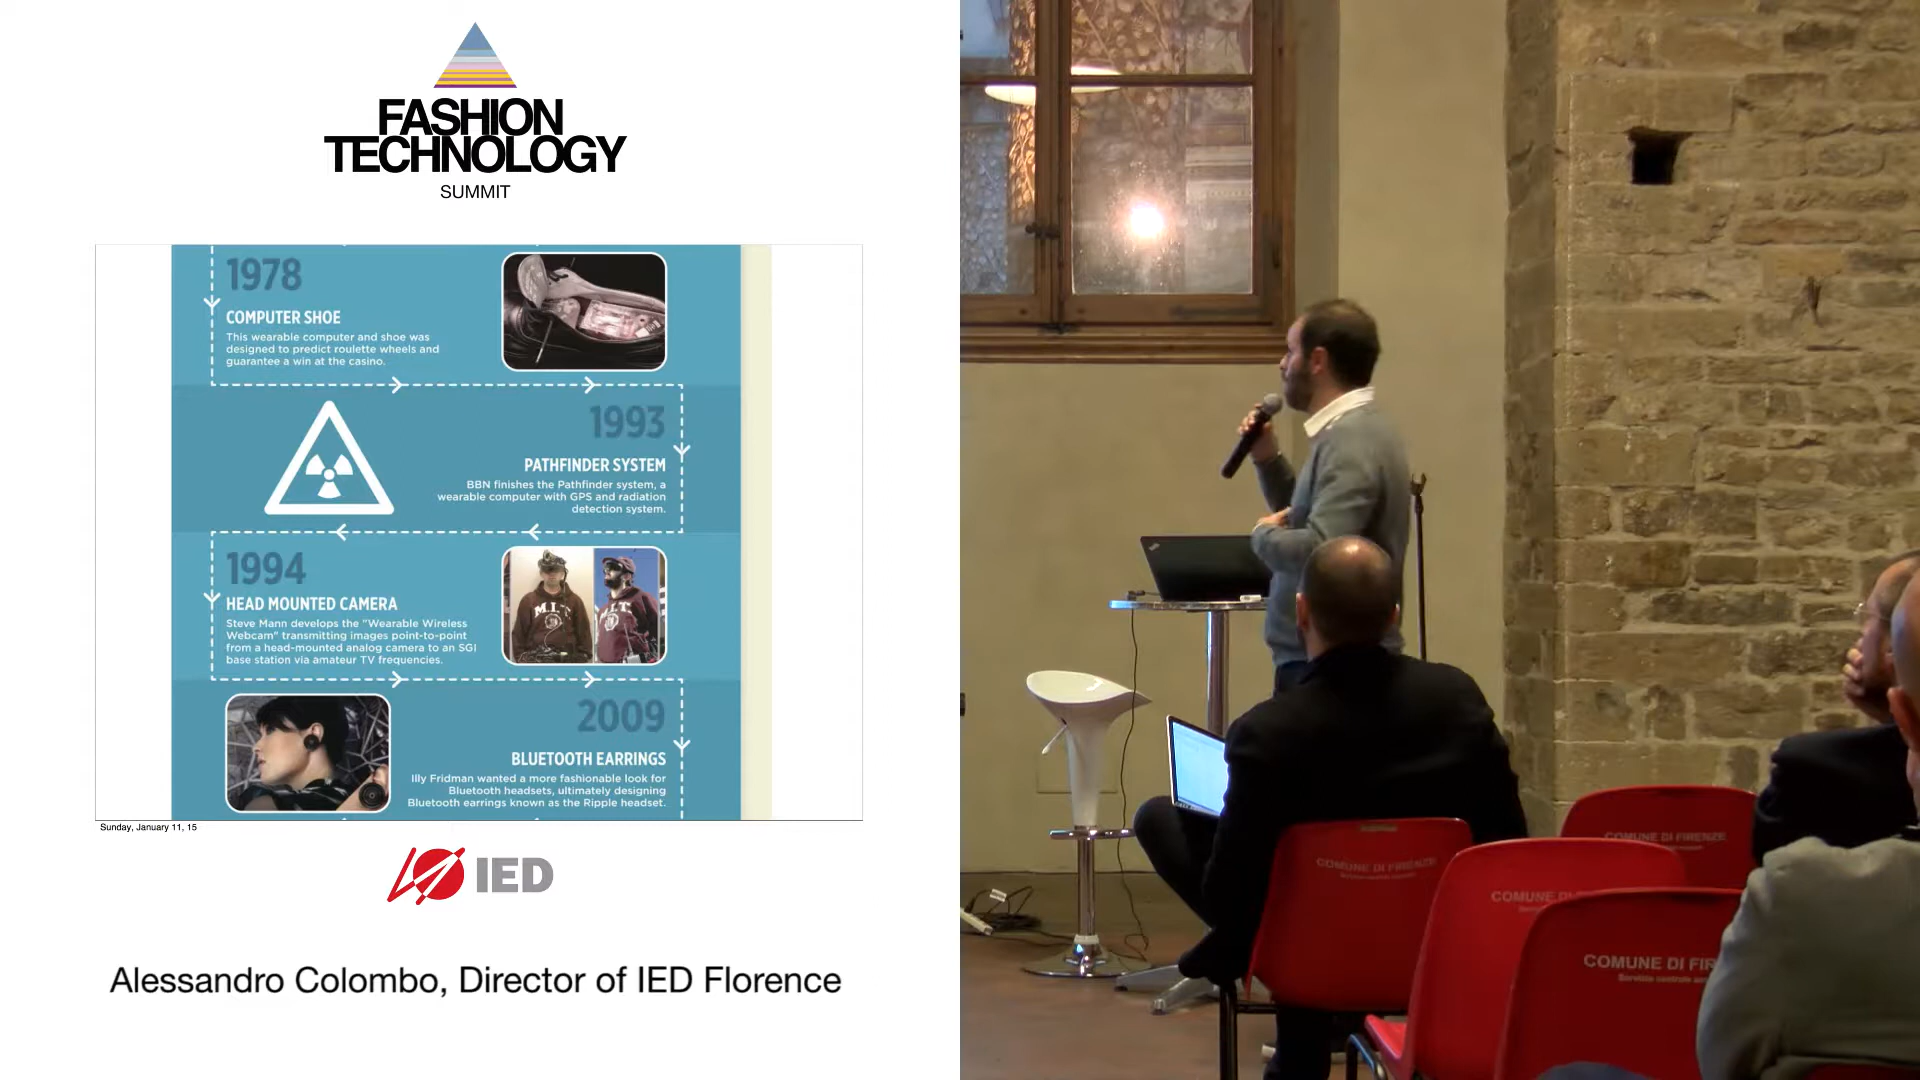 FASHION
TECHNOLOGY
SUMMIT
1978
COMPUTER SHOE
This wearable computer and shoe was
designed to predict roulette wheels and
guarantee a win at the casino.
1993
PATHFINDER SYSTEM
BBN finishes the Pathfinder system, a
wearable computer with GPS and radiation
detection system.
1994
HEAD MOUNTED CAMERA
Steve Mann develops the "Wearable Wireless
Webcam" transmitting images point-to-point
from a head-mounted analog camera to an SGI
base station via amateur TV frequencies.
M.I.T.
M.I.T.
2009
BLUETOOTH EARRINGS
Illy Fridman wanted a more fashionable look for
Bluetooth headsets, ultimately designing
Bluetooth earrings known as the Ripple headset.
Sunday, January 11, 15
IED
Alessandro Colombo, Director of IED Florence
COMUNE DI FIRENZE
COMUNE DI FIRENZE
COMUNE DI
COMUNE DI FIR
Servizio centrale